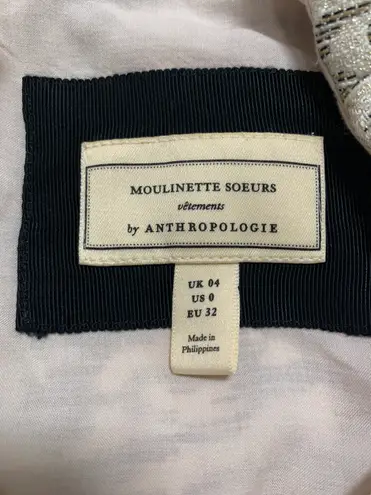 MOULINETTE SOEURS
vêtements
by ANTHROPOLOGIE
UK 04
US 0
EU 32
Made in
Philippines